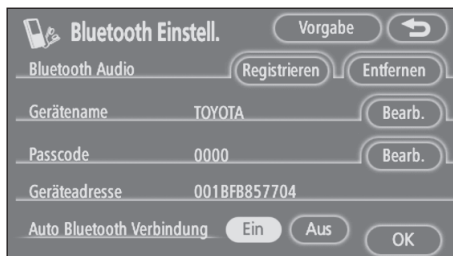 Bluetooth Einstell. Vorgabe
Bluetooth Audio Registrieren Entfernen
Gerätename TOYOTA Bearb.
Passcode 0000 Bearb.
Geräteadresse 001BFB857704
Auto Bluetooth Verbindung Ein Aus OK